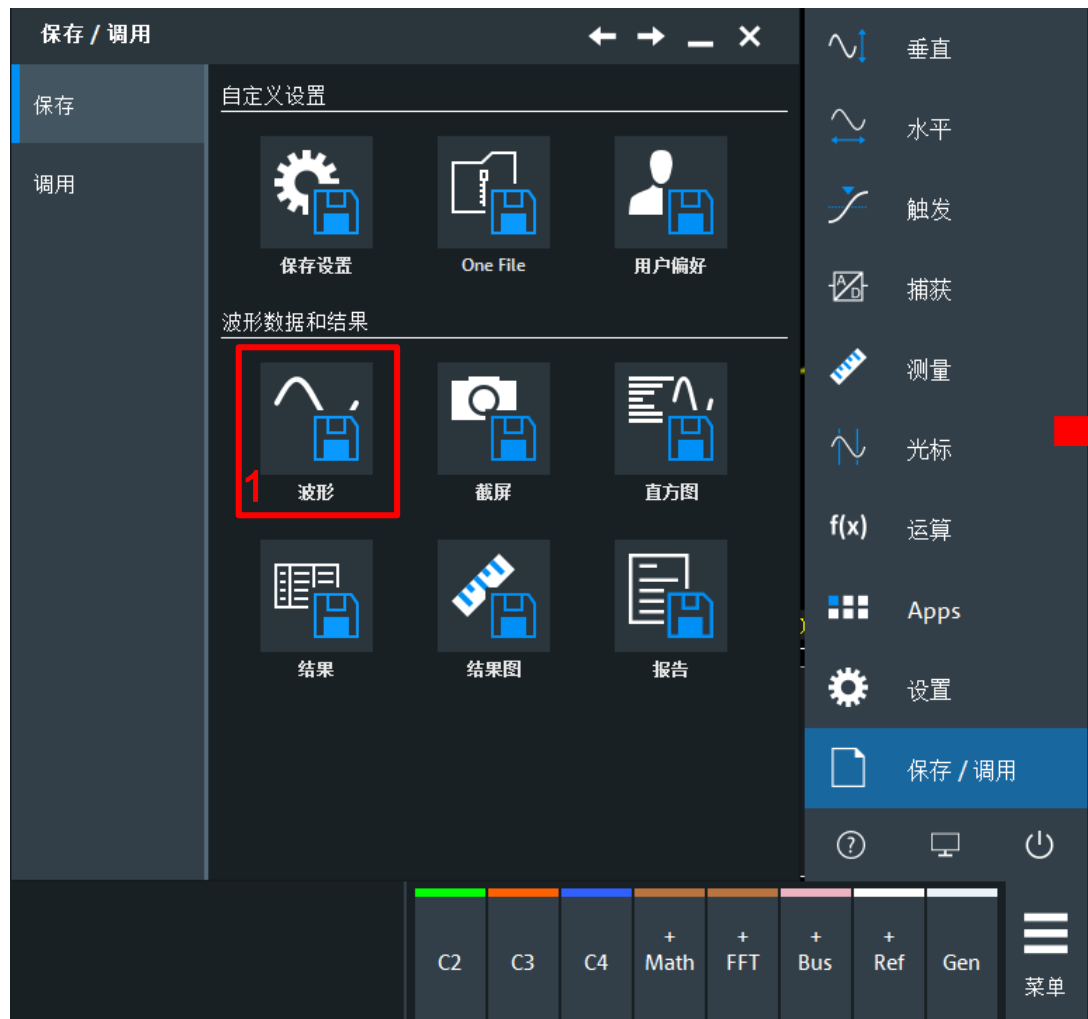 保存 / 调用
保存
调用
自定义设置
保存设置
One File
用户偏好
波形数据和结果
1
波形
截屏
直方图
结果
结果图
报告
垂直
水平
触发
A
D
捕获
测量
光标
f(x)
运算
Apps
设置
保存 / 调用
?
C2
C3
C4
+
Math
+
FFT
+
Bus
+
Ref
Gen
菜单